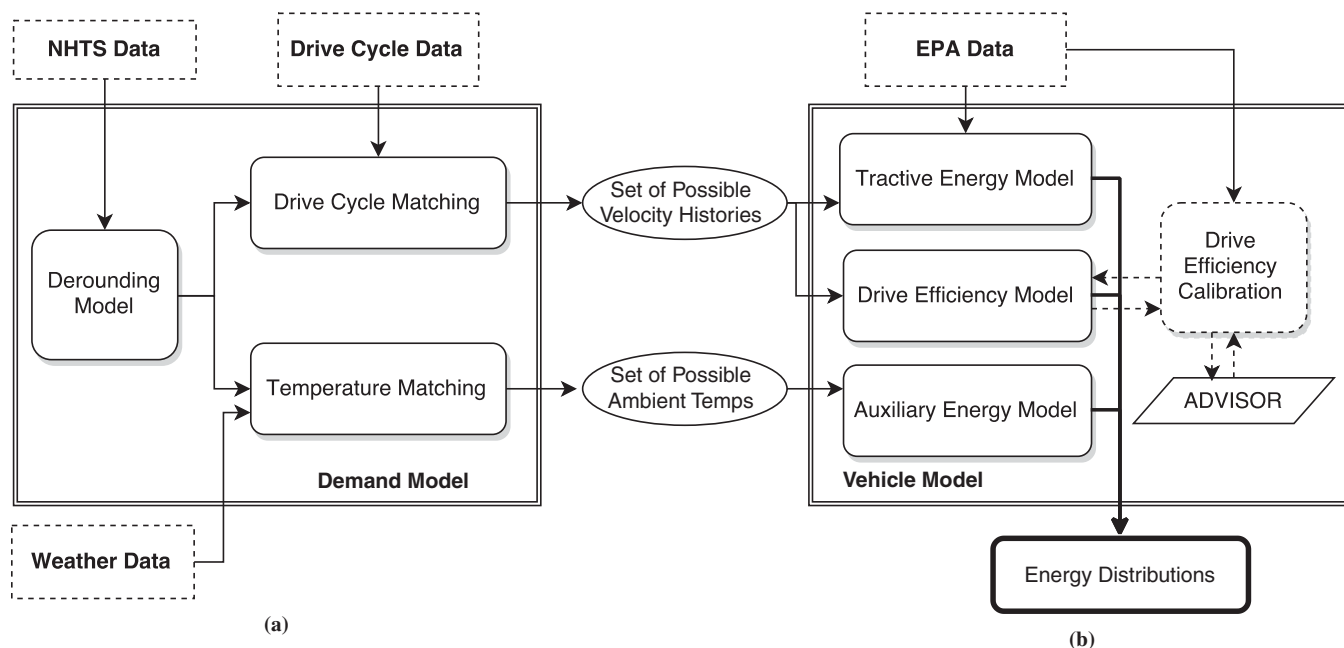 NHTS Data
Drive Cycle Data
EPA Data
Drive Cycle Matching
Derounding
Model
Temperature Matching
Demand Model
Weather Data
(a)
Set of Possible
Velocity Histories
Set of Possible
Ambient Temps
Tractive Energy Model
Drive Efficiency Model
Auxiliary Energy Model
Vehicle Model
Drive
Efficiency
Calibration
ADVISOR
Energy Distributions
(b)